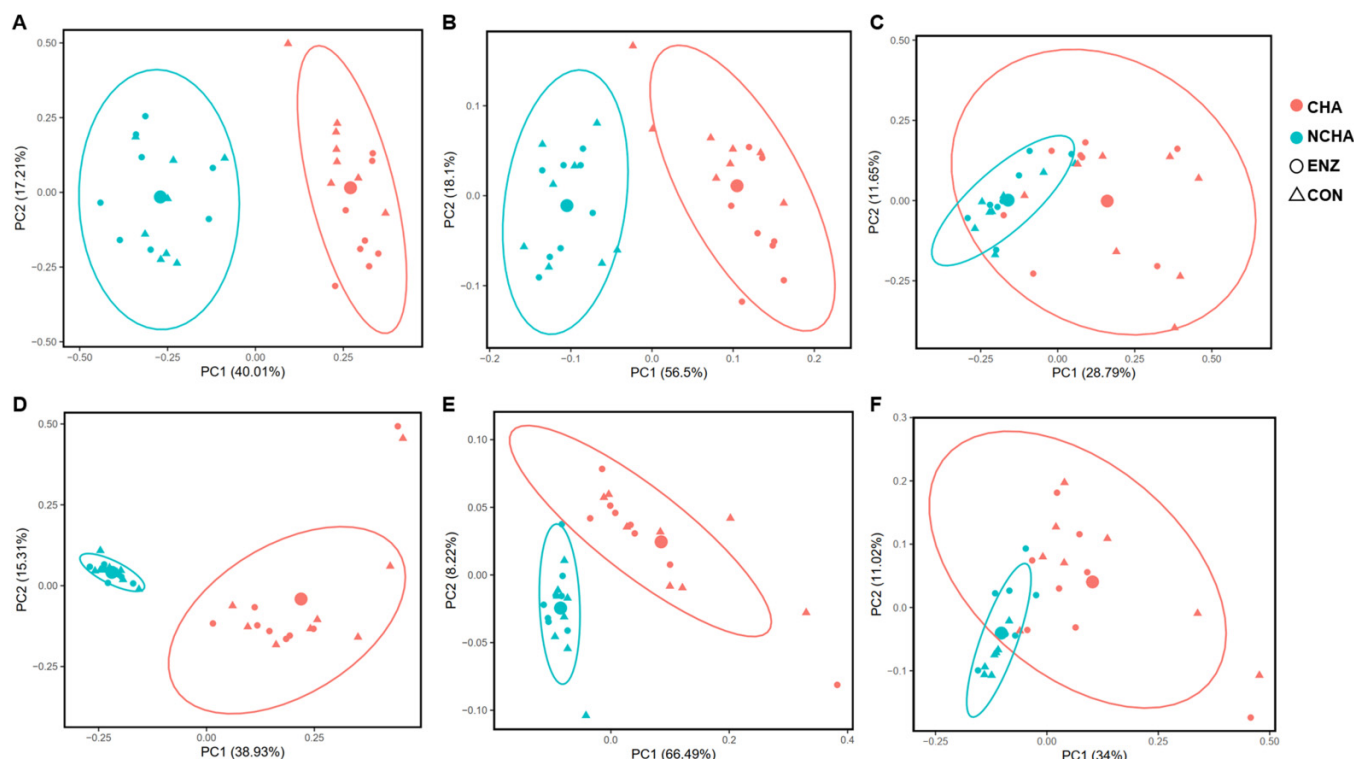 A
B
C
0.50
0.25
0.00
−0.25
−0.50
PC2 (17.21%)
−0.50
−0.25
0.00
0.25
PC1 (40.01%)
0.1
0.0
−0.1
PC2 (18.1%)
−0.2
−0.1
0.0
0.1
0.2
PC1 (56.5%)
0.50
0.25
0.00
−0.25
PC2 (11.65%)
−0.25
0.00
0.25
0.50
PC1 (28.79%)
CHA
NCHA
ENZ
CON
D
E
F
0.50
0.25
0.00
−0.25
PC2 (15.31%)
−0.25
0.00
0.25
PC1 (38.93%)
0.10
0.05
0.00
−0.05
−0.10
PC2 (8.22%)
0.0
0.2
0.4
PC1 (66.49%)
0.3
0.2
0.1
0.0
−0.1
PC2 (11.02%)
−0.25
0.00
0.25
0.50
PC1 (34%)